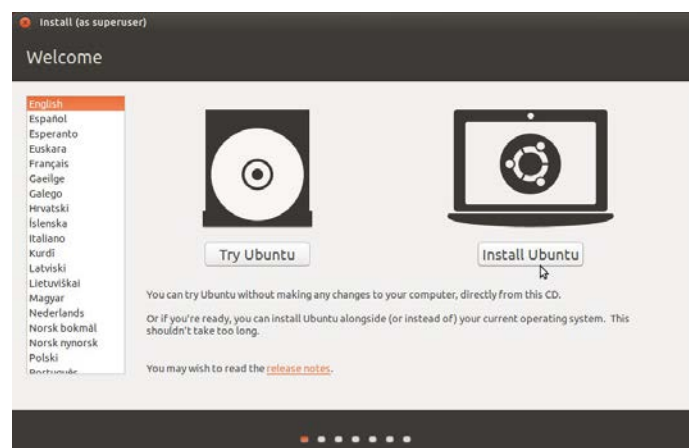 Install (as superuser)
Welcome
English
Español
Esperanto
Euskara
Français
Gaeilge
Galego
Hrvatski
Íslenska
Italiano
Kurdî
Latviski
Lietuviškai
Magyar
Nederlands
Norsk bokmål
Norsk nynorsk
Polski
Português
Try Ubuntu
Install Ubuntu
You can try Ubuntu without making any changes to your computer, directly from this CD.
Or if you're ready, you can install Ubuntu alongside (or instead of) your current operating system. This
shouldn't take too long.
You may wish to read the release notes.